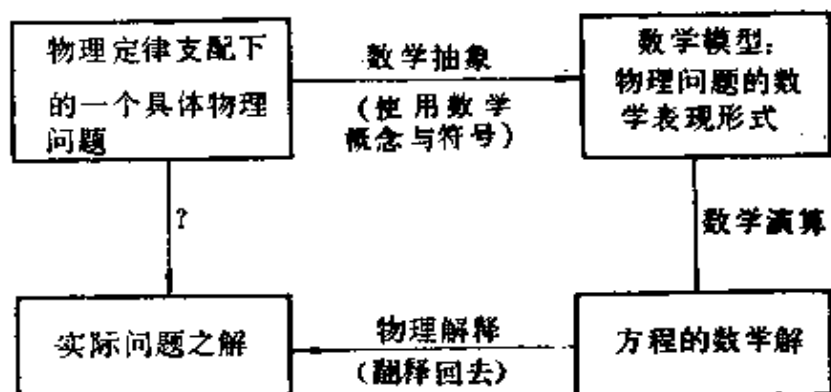 物理定律支配下
的一个具体物理
问题
数学抽象
(使用数学
概念与符号)
数学模型:
物理问题的数
学表现形式
?
数学演算
实际问题之解
物理解释
(翻译回去)
方程的数学解